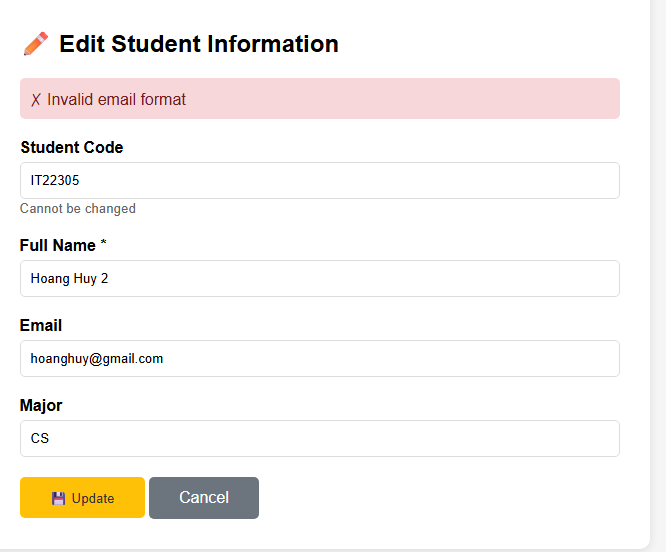 Edit Student Information
✗ Invalid email format
Student Code
IT22305
Cannot be changed
Full Name *
Hoang Huy 2
Email
hoanghuy@gmail.com
Major
CS
Update
Cancel